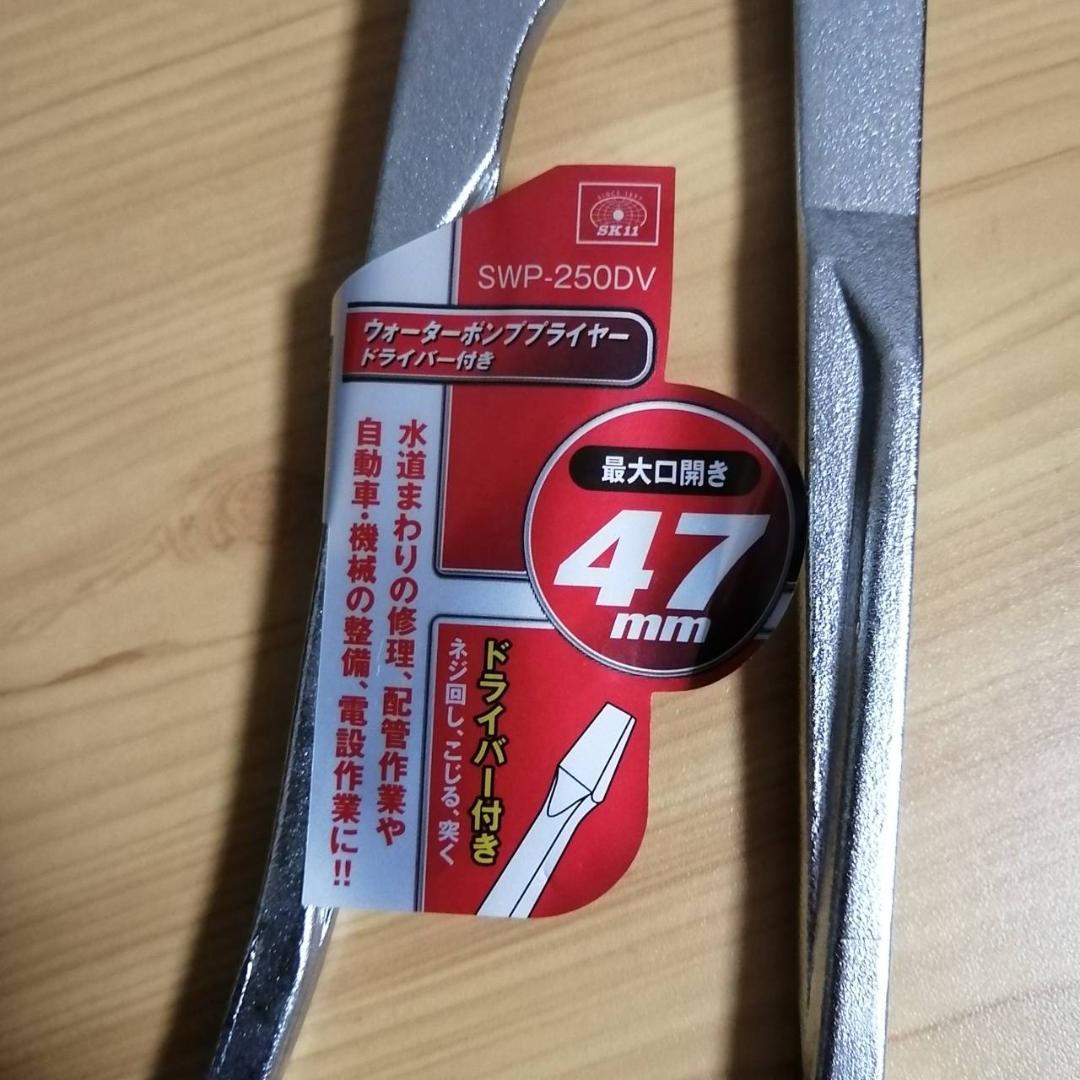 SINCE 1897
SK11
SWP-250DV
ウォーターポンププライヤー
ドライバー付き
最大口開き
47
mm
水道まわりの修理、配管作業や
自動車・機械の整備、電設作業に!!
ドライバー付き
ネジ回し、こじる、突く